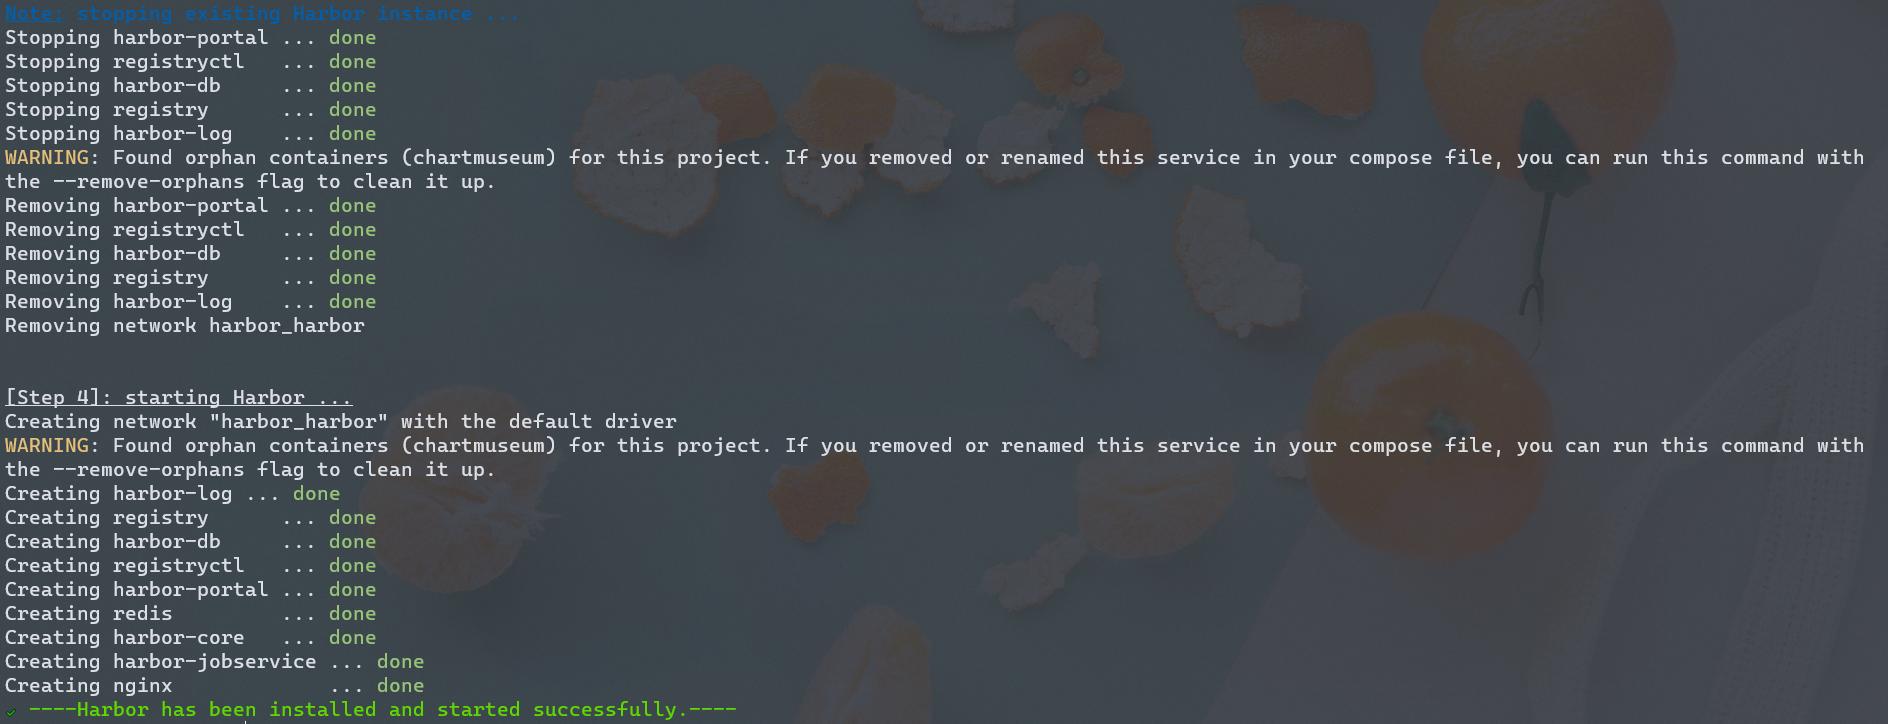 Note: stopping existing Harbor instance ...
Stopping harbor-portal ... done
Stopping registryctl   ... done
Stopping harbor-db     ... done
Stopping registry      ... done
Stopping harbor-log    ... done
WARNING: Found orphan containers (chartmuseum) for this project. If you removed or renamed this service in your compose file, you can run this command with
the --remove-orphans flag to clean it up.
Removing harbor-portal ... done
Removing registryctl   ... done
Removing harbor-db     ... done
Removing registry      ... done
Removing harbor-log    ... done
Removing network harbor_harbor
[Step 4]: starting Harbor ...
Creating network "harbor_harbor" with the default driver
WARNING: Found orphan containers (chartmuseum) for this project. If you removed or renamed this service in your compose file, you can run this command with
the --remove-orphans flag to clean it up.
Creating harbor-log ... done
Creating registry      ... done
Creating harbor-db     ... done
Creating registryctl   ... done
Creating harbor-portal ... done
Creating redis         ... done
Creating harbor-core   ... done
Creating harbor-jobservice ... done
Creating nginx             ... done
✔ ----Harbor has been installed and started successfully.----